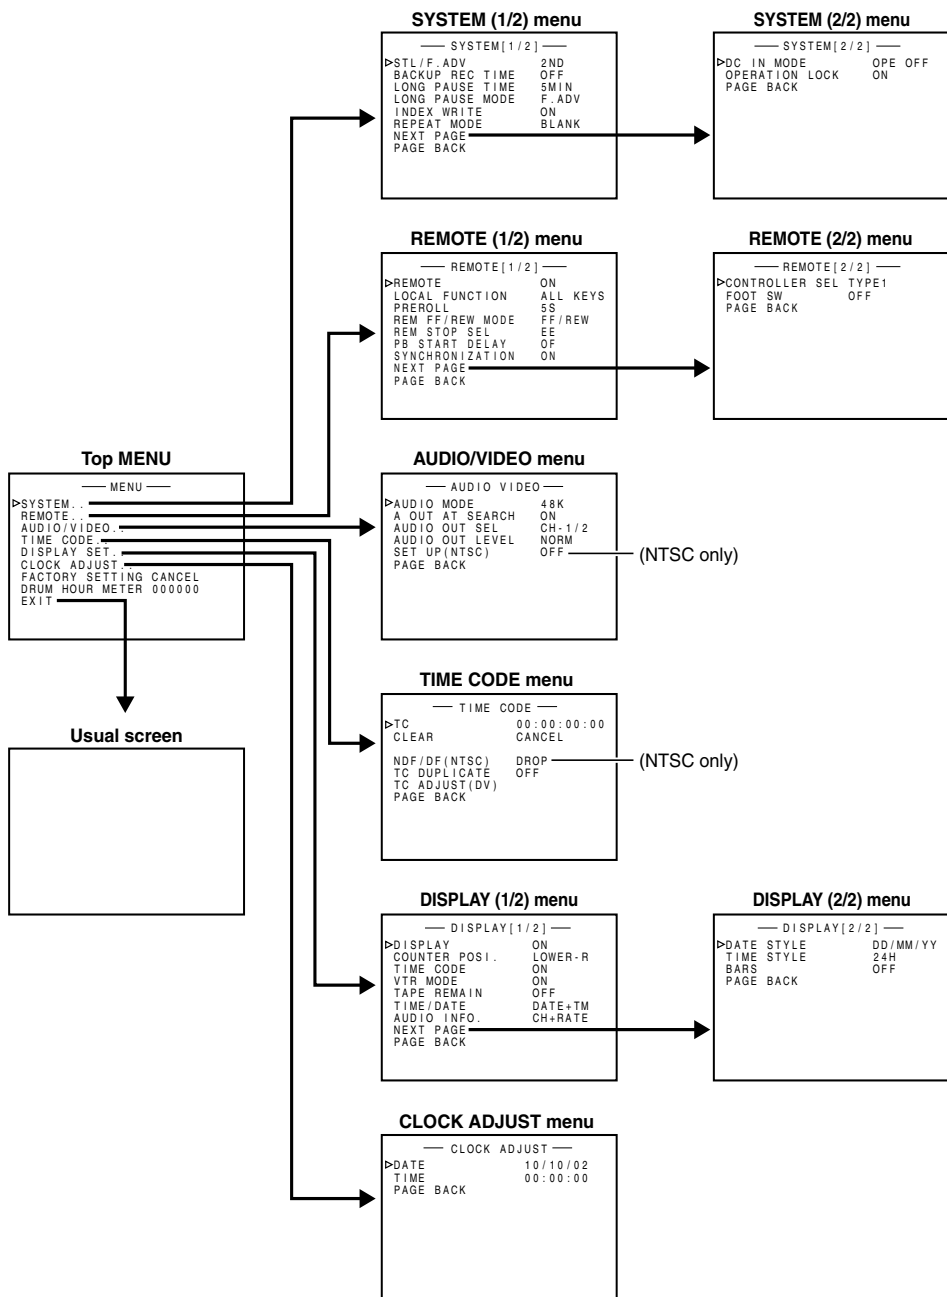 SYSTEM (1/2) menu
SYSTEM[1/2]
STL/F.ADV 2ND
BACKUP REC TIME OFF
LONG PAUSE TIME 5MIN
LONG PAUSE MODE F.ADV
INDEX WRITE ON
REPEAT MODE BLANK
NEXT PAGE
PAGE BACK
SYSTEM (2/2) menu
SYSTEM[2/2]
DC IN MODE OPE OFF
OPERATION LOCK ON
PAGE BACK
REMOTE (1/2) menu
REMOTE[1/2]
REMOTE ON
LOCAL FUNCTION ALL KEYS
PREROLL 5S
REM FF/REW MODE FF/REW
REM STOP SEL EE
PB START DELAY OF
SYNCHRONIZATION ON
NEXT PAGE
PAGE BACK
REMOTE (2/2) menu
REMOTE[2/2]
CONTROLLER SEL TYPE1
FOOT SW OFF
PAGE BACK
Top MENU
MENU
SYSTEM..
REMOTE..
AUDIO/VIDEO..
TIME CODE..
DISPLAY SET.
CLOCK ADJUST..
FACTORY SETTING CANCEL
DRUM HOUR METER 000000
EXIT
AUDIO/VIDEO menu
AUDIO VIDEO
AUDIO MODE 48K
A OUT AT SEARCH ON
AUDIO OUT SEL CH-1/2
AUDIO OUT LEVEL NORM
SET UP(NTSC) OFF
PAGE BACK
(NTSC only)
TIME CODE menu
TIME CODE
TC 00:00:00:00
CLEAR CANCEL
NDF/DF(NTSC) DROP
TC DUPLICATE OFF
TC ADJUST(DV)
PAGE BACK
(NTSC only)
Usual screen
DISPLAY (1/2) menu
DISPLAY[1/2]
DISPLAY ON
COUNTER POSI. LOWER-R
TIME CODE ON
VTR MODE ON
TAPE REMAIN OFF
TIME/DATE DATE+TM
AUDIO INFO. CH+RATE
NEXT PAGE
PAGE BACK
DISPLAY (2/2) menu
DISPLAY[2/2]
DATE STYLE DD/MM/YY
TIME STYLE 24H
BARS OFF
PAGE BACK
CLOCK ADJUST menu
CLOCK ADJUST
DATE 10/10/02
TIME 00:00:00
PAGE BACK